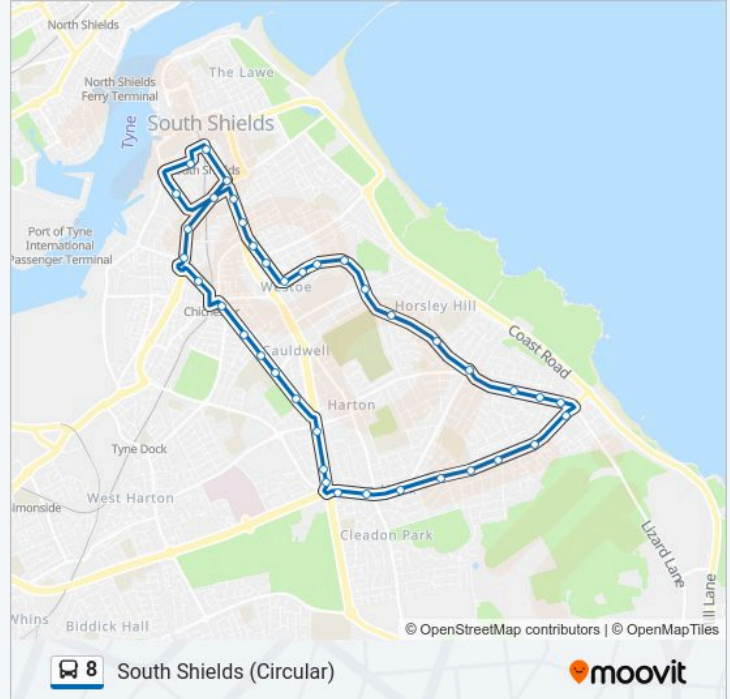 North Shields
The Lawe
North Shields
Ferry Terminal
South Shields
Tyne
Port of Tyne
International
Passenger Terminal
Westoe
Horsley Hill
Chich
Coast Road
Cauldwell
Harton
Tyne Dock
West Harton
Cleadon Park
Lizard Lane
Biddick Hall
© OpenStreetMap contributors | © OpenMapTiles
8 South Shields (Circular)
moovit